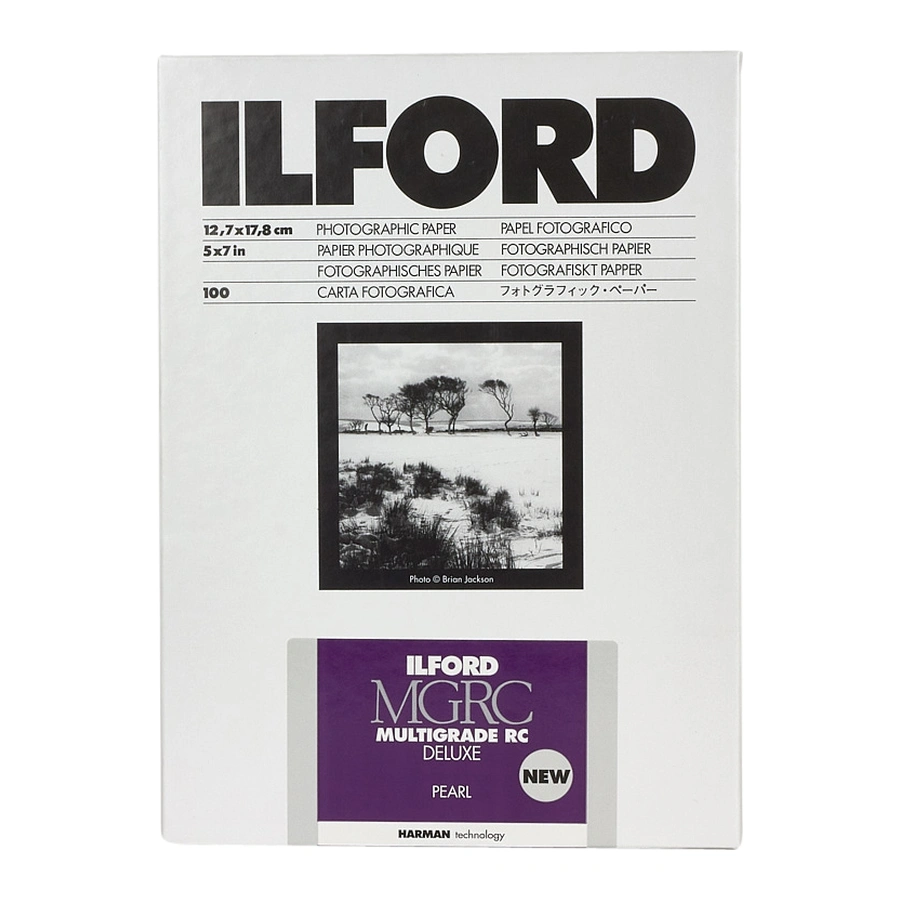 ILFORD
12,7x17,8 cm PHOTOGRAPHIC PAPER PAPEL FOTOGRAFICO
5x7 in PAPIER PHOTOGRAPHIQUE FOTOGRAPHISCH PAPIER
FOTOGRAPHISCHES PAPIER FOTOGRAFISKT PAPPER
100 CARTA FOTOGRAFICA フォトグラフィック・ペーパー
Photo © Brian Jackson
ILFORD
MGRC
MULTIGRADE RC
DELUXE
NEW
PEARL
HARMAN technology